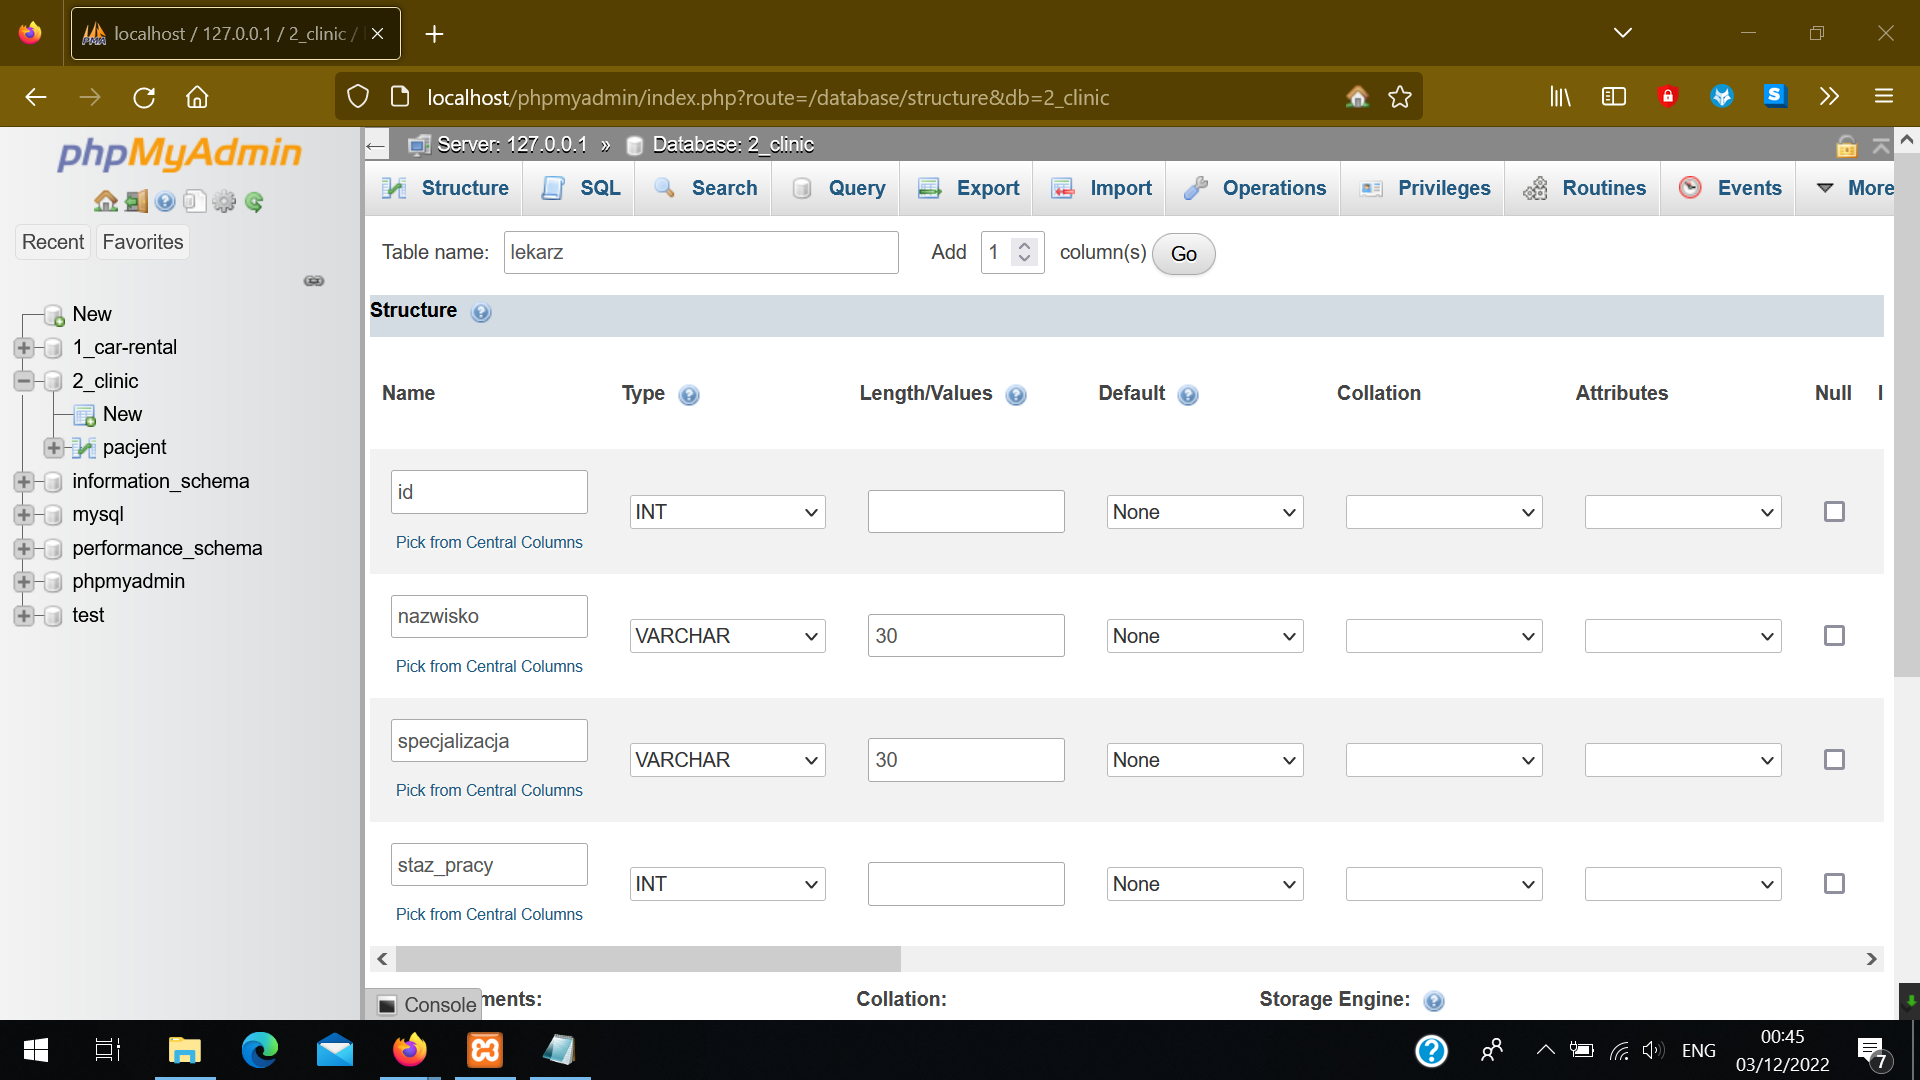 localhost / 127.0.0.1 / 2_clinic /
localhost/phpmyadmin/index.php?route=/database/structure&db=2_clinic
phpMyAdmin
Recent Favorites
New
1_car-rental
2_clinic
New
pacjent
information_schema
mysql
performance_schema
phpmyadmin
test
Server: 127.0.0.1 » Database: 2_clinic
Structure SQL Search Query Export Import Operations Privileges Routines Events More
Table name: lekarz Add 1 column(s) Go
Structure
Name Type Length/Values Default Collation Attributes Null
id INT None
Pick from Central Columns
nazwisko VARCHAR 30 None
Pick from Central Columns
specjalizacja VARCHAR 30 None
Pick from Central Columns
staz_pracy INT None
Pick from Central Columns
Console ments: Collation: Storage Engine:
ENG 00:45
03/12/2022 7